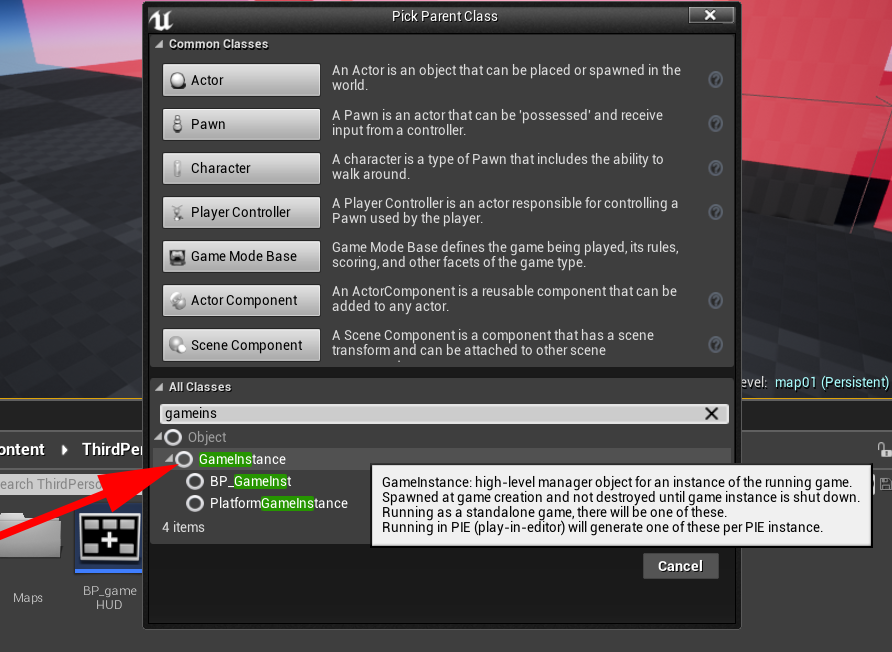 Pick Parent Class
Common Classes
Actor
An Actor is an object that can be placed or spawned in the
world.
Pawn
A Pawn is an actor that can be 'possessed' and receive
input from a controller.
Character
A character is a type of Pawn that includes the ability to
walk around.
Player Controller
A Player Controller is an actor responsible for controlling a
Pawn used by the player.
Game Mode Base
Game Mode Base defines the game being played, its rules,
scoring, and other facets of the game type.
Actor Component
An ActorComponent is a reusable component that can be
added to any actor.
Scene Component
A Scene Component is a component that has a scene
transform and can be attached to other scene
evel: map01 (Persistent)
All Classes
gameins
Object
GameInstance
BP_GameInst
PlatformGameInstance
4 items
GameInstance: high-level manager object for an instance of the running game.
Spawned at game creation and not destroyed until game instance is shut down.
Running as a standalone game, there will be one of these.
Running in PIE (play-in-editor) will generate one of these per PIE instance.
Cancel
ontent
ThirdPer
earch ThirdPerso
Maps
BP_game
HUD